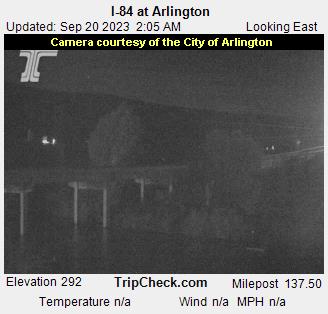 I-84 at Arlington
Updated: Sep 20 2023 2:05 AM Looking East
Camera courtesy of the City of Arlington
Elevation 292 TripCheck.com Milepost 137.50
Temperature n/a Wind n/a MPH n/a